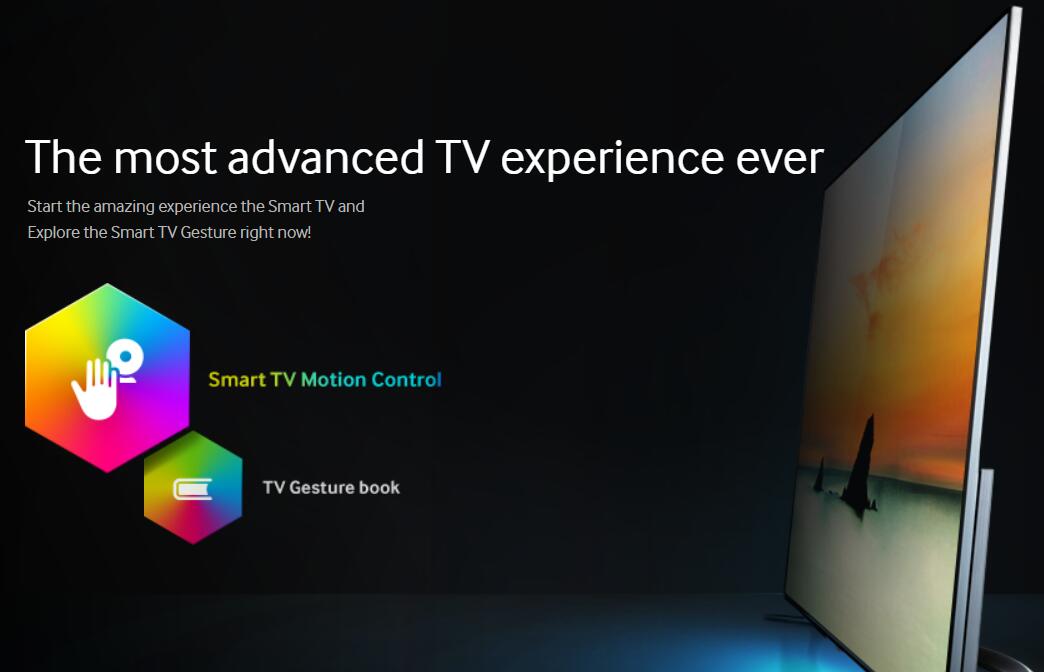 The most advanced TV experience ever
Start the amazing experience the Smart TV and
Explore the Smart TV Gesture right now!
Smart TV Motion Control
TV Gesture book